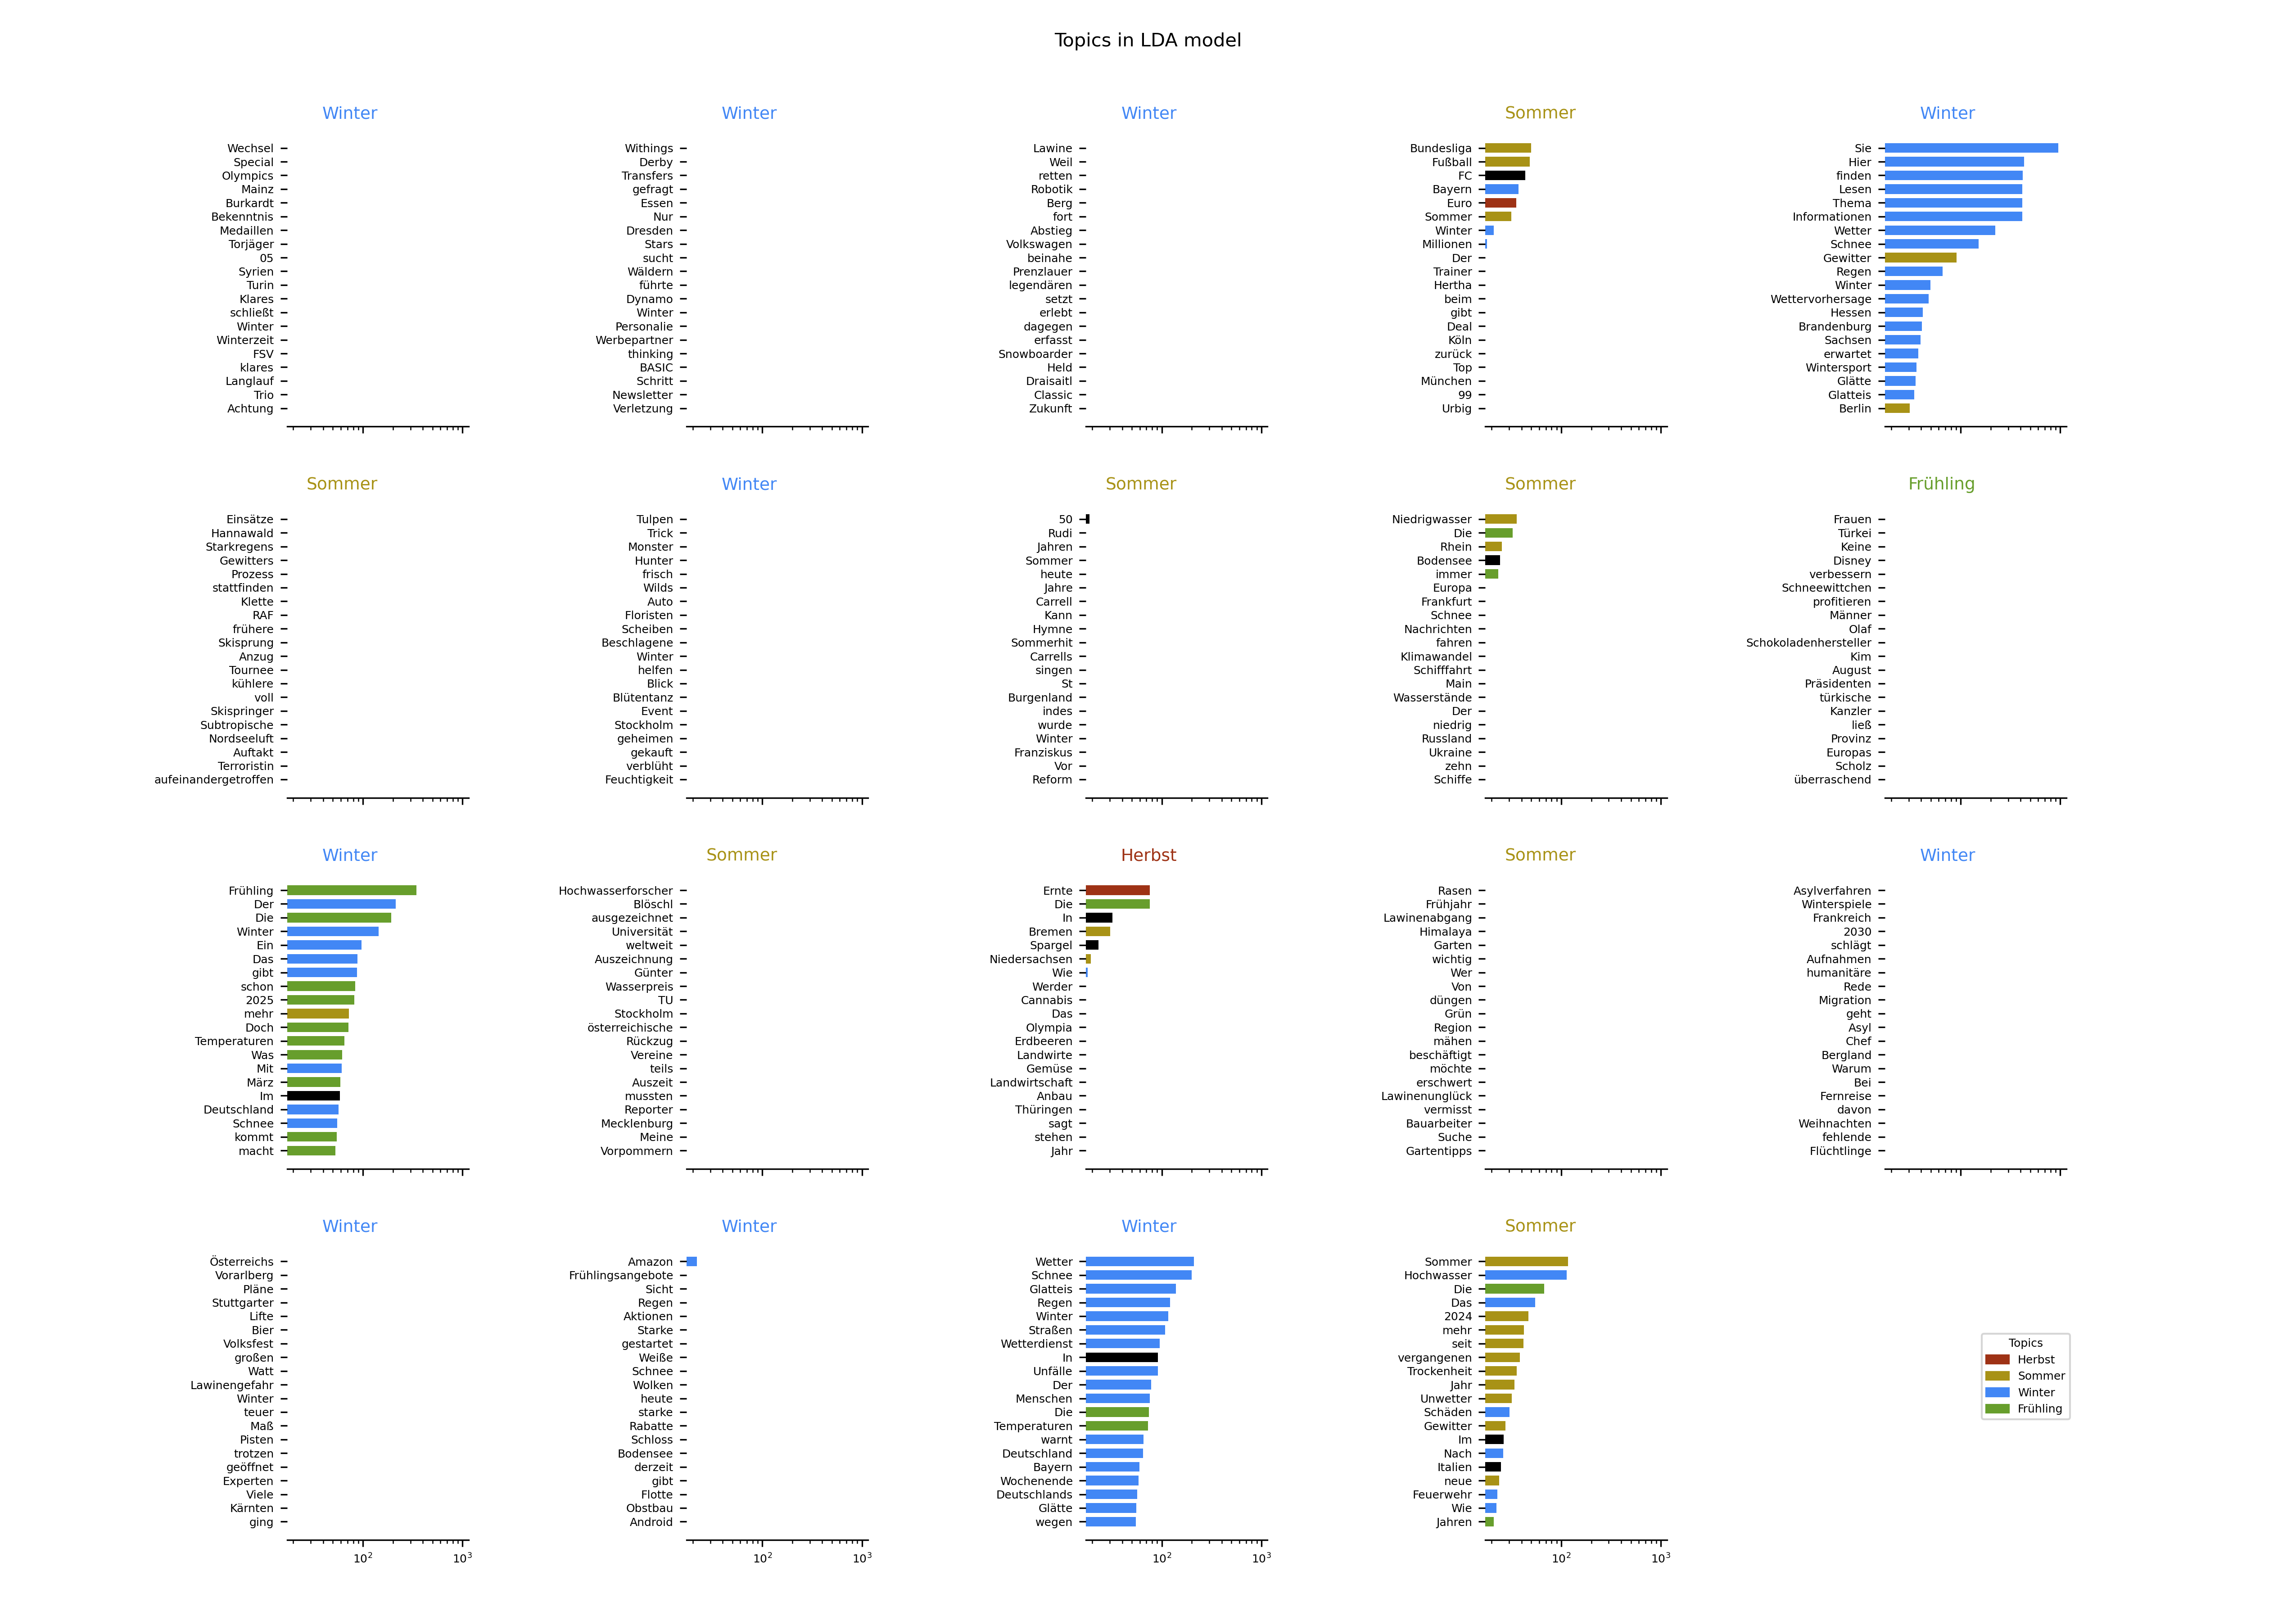 Topics in LDA model
Winter
Wechsel
Special
Olympics
Mainz
Burkardt
Bekenntnis
Medaillen
Torjäger
05
Syrien
Turin
Klares
schließt
Winter
Winterzeit
FSV
klares
Langlauf
Trio
Achtung
Winter
Withings
Derby
Transfers
gefragt
Essen
Nur
Dresden
Stars
sucht
Wäldern
führte
Dynamo
Winter
Personalie
Werbepartner
thinking
BASIC
Schritt
Newsletter
Verletzung
Winter
Lawine
Weil
retten
Robotik
Berg
fort
Abstieg
Volkswagen
beinahe
Prenzlauer
legendären
setzt
erlebt
dagegen
erfasst
Snowboarder
Held
Draisaitl
Classic
Zukunft
Sommer
Bundesliga
Fußball
FC
Bayern
Euro
Sommer
Winter
Millionen
Der
Trainer
Hertha
beim
gibt
Deal
Köln
zurück
Top
München
99
Urbig
Winter
Sie
Hier
finden
Lesen
Thema
Informationen
Wetter
Schnee
Gewitter
Regen
Winter
Wettervorhersage
Hessen
Brandenburg
Sachsen
erwartet
Wintersport
Glätte
Glatteis
Berlin
Sommer
Einsätze
Hannawald
Starkregens
Gewitters
Prozess
stattfinden
Klette
RAF
frühere
Skisprung
Anzug
Tournee
kühlere
voll
Skispringer
Subtropische
Nordseeluft
Auftakt
Terroristin
aufeinandergetroffen
Winter
Tulpen
Trick
Monster
Hunter
frisch
Wilds
Auto
Floristen
Scheiben
Beschlagene
Winter
helfen
Blick
Blütentanz
Event
Stockholm
geheimen
gekauft
verblüht
Feuchtigkeit
Sommer
50
Rudi
Jahren
Sommer
heute
Jahre
Carrell
Kann
Hymne
Sommerhit
Carrells
singen
St
Burgenland
indes
wurde
Winter
Franziskus
Vor
Reform
Sommer
Niedrigwasser
Die
Rhein
Bodensee
immer
Europa
Frankfurt
Schnee
Nachrichten
fahren
Klimawandel
Schifffahrt
Main
Wasserstände
Der
niedrig
Russland
Ukraine
zehn
Schiffe
Frühling
Frauen
Türkei
Keine
Disney
verbessern
Schneewittchen
profitieren
Männer
Olaf
Schokoladenhersteller
Kim
August
Präsidenten
türkische
Kanzler
ließ
Provinz
Europas
Scholz
überraschend
Winter
Frühling
Der
Die
Winter
Ein
Das
gibt
schon
2025
mehr
Doch
Temperaturen
Was
Mit
März
Im
Deutschland
Schnee
kommt
macht
Sommer
Hochwasserforscher
Blöschl
ausgezeichnet
Universität
weltweit
Auszeichnung
Günter
Wasserpreis
TU
Stockholm
österreichische
Rückzug
Vereine
teils
Auszeit
mussten
Reporter
Mecklenburg
Meine
Vorpommern
Herbst
Ernte
Die
In
Bremen
Spargel
Niedersachsen
Wie
Werder
Cannabis
Das
Olympia
Erdbeeren
Landwirte
Gemüse
Landwirtschaft
Anbau
Thüringen
sagt
stehen
Jahr
Sommer
Rasen
Frühjahr
Lawinenabgang
Himalaya
Garten
wichtig
Wer
Von
düngen
Grün
Region
mähen
beschäftigt
möchte
erschwert
Lawinenunglück
vermisst
Bauarbeiter
Suche
Gartentipps
Winter
Asylverfahren
Winterspiele
Frankreich
2030
schlägt
Aufnahmen
humanitäre
Rede
Migration
geht
Asyl
Chef
Bergland
Warum
Bei
Fernreise
davon
Weihnachten
fehlende
Flüchtlinge
Winter
Österreichs
Vorarlberg
Pläne
Stuttgarter
Lifte
Bier
Volksfest
großen
Watt
Lawinengefahr
Winter
teuer
Maß
Pisten
trotzen
geöffnet
Experten
Viele
Kärnten
ging
10² 10³
Winter
Amazon
Frühlingsangebote
Sicht
Regen
Aktionen
Starke
gestartet
Weiße
Schnee
Wolken
heute
starke
Rabatte
Schloss
Bodensee
derzeit
gibt
Flotte
Obstbau
Android
10² 10³
Winter
Wetter
Schnee
Glatteis
Regen
Winter
Straßen
Wetterdienst
In
Unfälle
Der
Menschen
Die
Temperaturen
warnt
Deutschland
Bayern
Wochenende
Deutschlands
Glätte
wegen
10² 10³
Sommer
Sommer
Hochwasser
Die
Das
2024
mehr
seit
vergangenen
Trockenheit
Jahr
Unwetter
Schäden
Gewitter
Im
Nach
Italien
neue
Feuerwehr
Wie
Jahren
10² 10³
Topics
Herbst
Sommer
Winter
Frühling